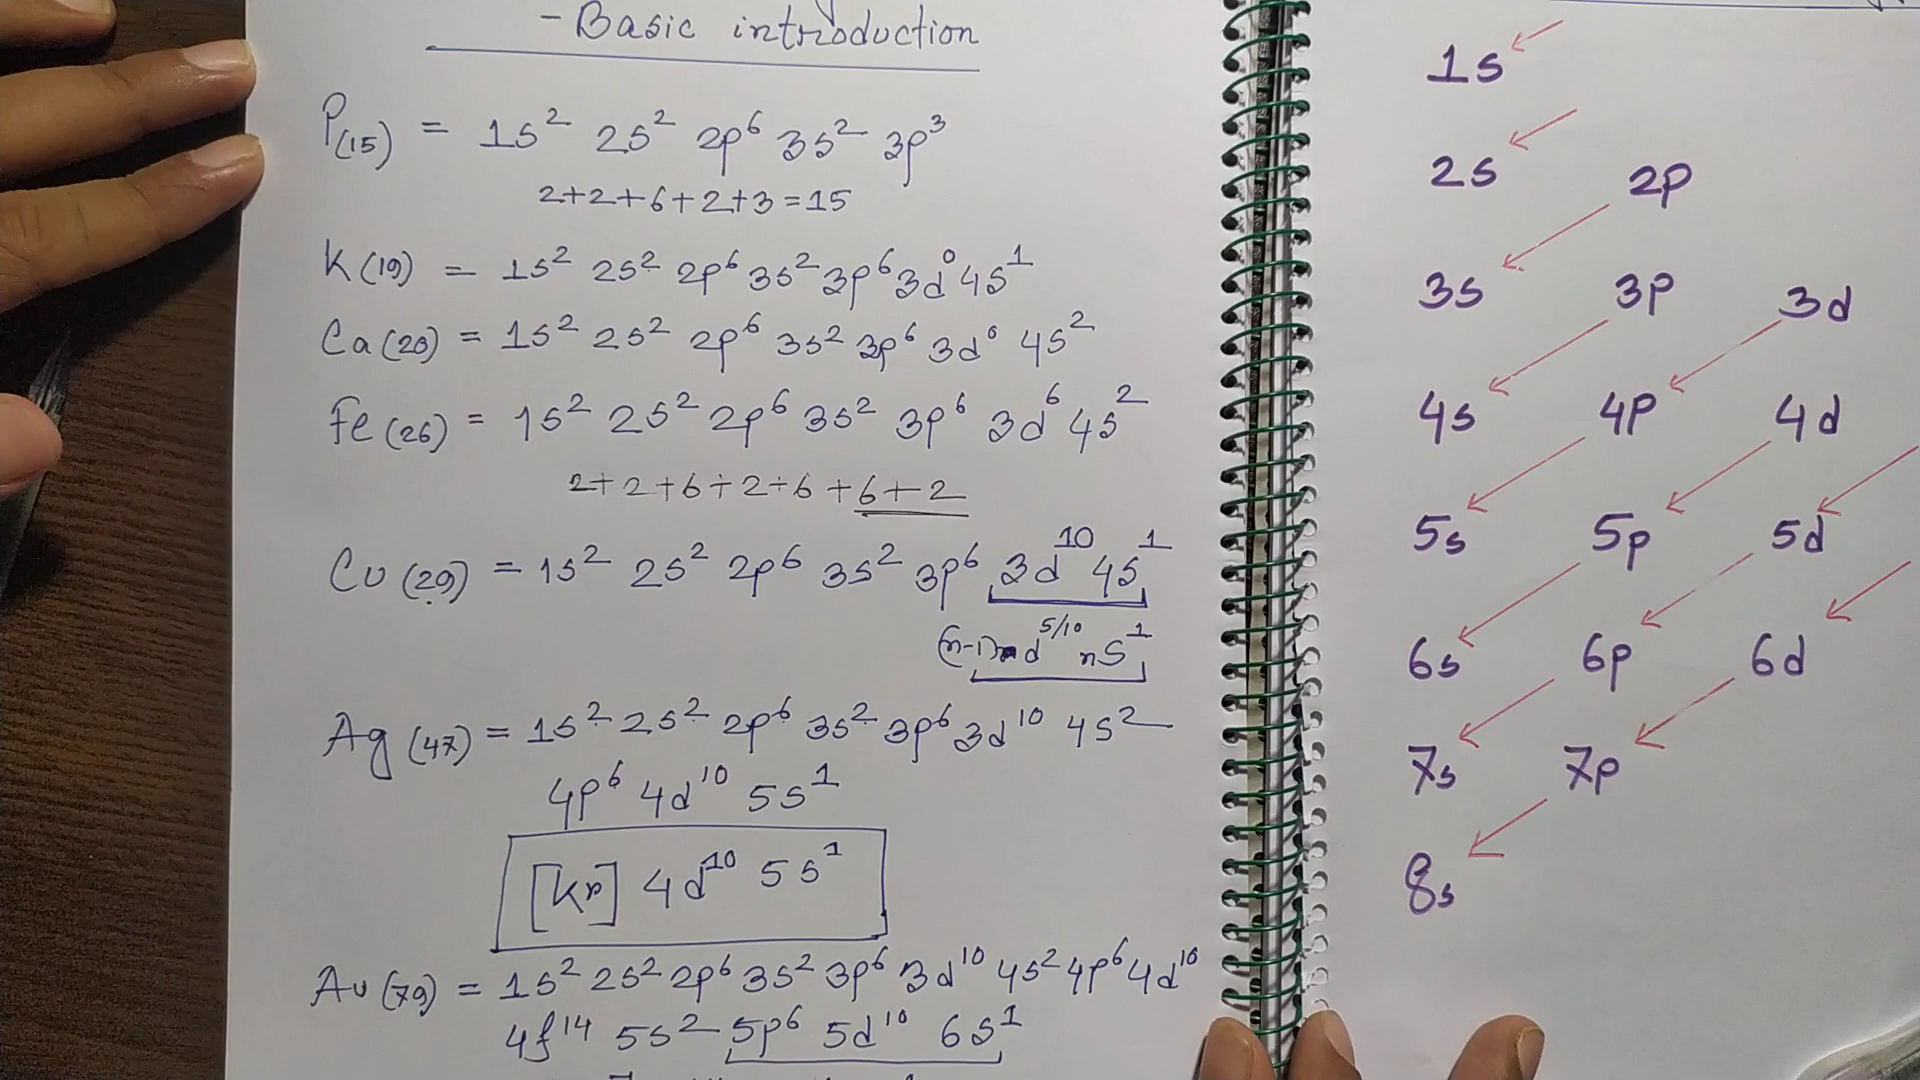 - Basic introduction
P(15) = 1s² 2s² 2p⁶ 3s² 3p³
2+2+6+2+3=15
K(19) = 1s² 2s² 2p⁶ 3s² 3p⁶ 3d⁰ 4s¹
Ca(20) = 1s² 2s² 2p⁶ 3s² 3p⁶ 3d⁰ 4s²
Fe(26) = 1s² 2s² 2p⁶ 3s² 3p⁶ 3d⁶ 4s²
2+2+6+2+6+6+2
Cu(29) = 1s² 2s² 2p⁶ 3s² 3p⁶ 3d¹⁰ 4s¹
(n-1)d⁵/¹⁰ ns¹
Ag(47) = 1s² 2s² 2p⁶ 3s² 3p⁶ 3d¹⁰ 4s²
4p⁶ 4d¹⁰ 5s¹
[Kr] 4d¹⁰ 5s¹
Au(79) = 1s² 2s² 2p⁶ 3s² 3p⁶ 3d¹⁰ 4s² 4p⁶ 4d¹⁰
4f¹⁴ 5s² 5p⁶ 5d¹⁰ 6s¹
1s
2s 2p
3s 3p 3d
4s 4p 4d
5s 5p 5d
6s 6p 6d
7s 7p
8s